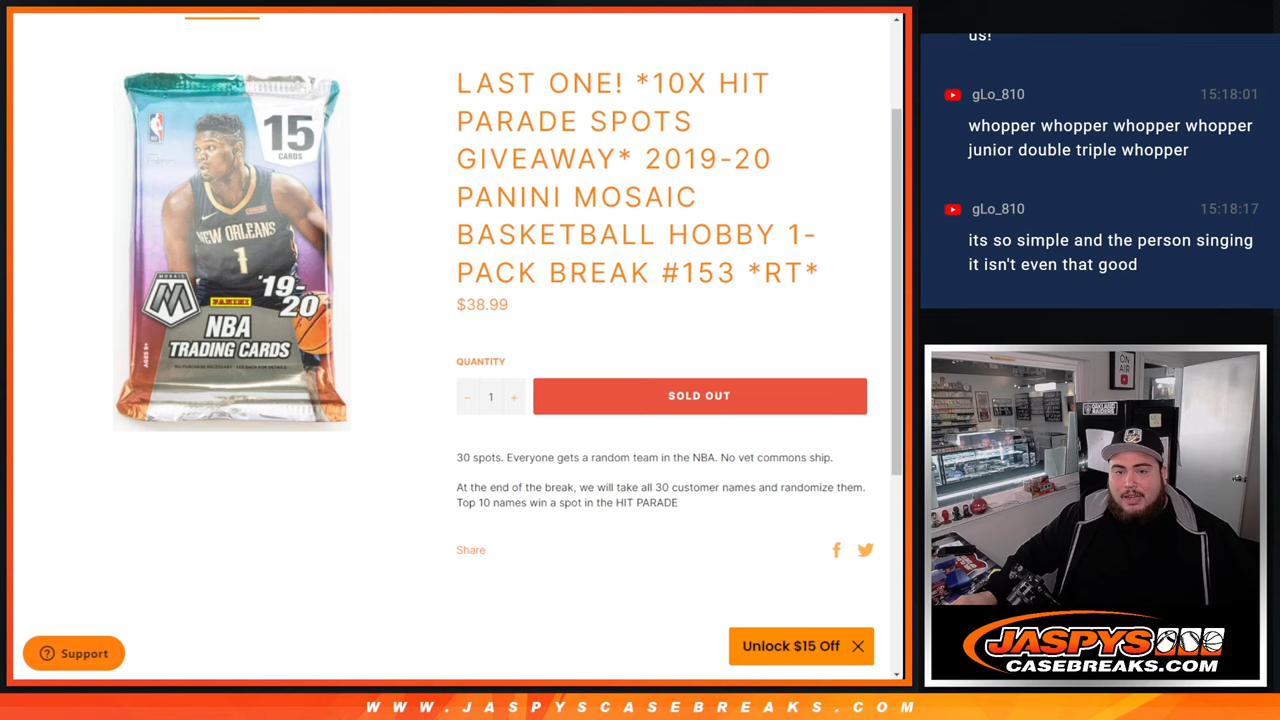 LAST ONE! *10X HIT
PARADE SPOTS
GIVEAWAY* 2019-20
PANINI MOSAIC
BASKETBALL HOBBY 1-
PACK BREAK #153 *RT*
$38.99
QUANTITY
− 1 +
SOLD OUT
30 spots. Everyone gets a random team in the NBA. No vet commons ship.
At the end of the break, we will take all 30 customer names and randomize them.
Top 10 names win a spot in the HIT PARADE
Share
Support
Unlock $15 Off
15
CARDS
NEW ORLEANS
1
MOSAIC
'19-
20
PANINI
NBA
TRADING CARDS
us!
gLo_810 15:18:01
whopper whopper whopper whopper
junior double triple whopper
gLo_810 15:18:17
its so simple and the person singing
it isn't even that good
ON
AIR
JASPYS
CASEBREAKS.COM
WWW.JASPYSCASEBREAKS.COM